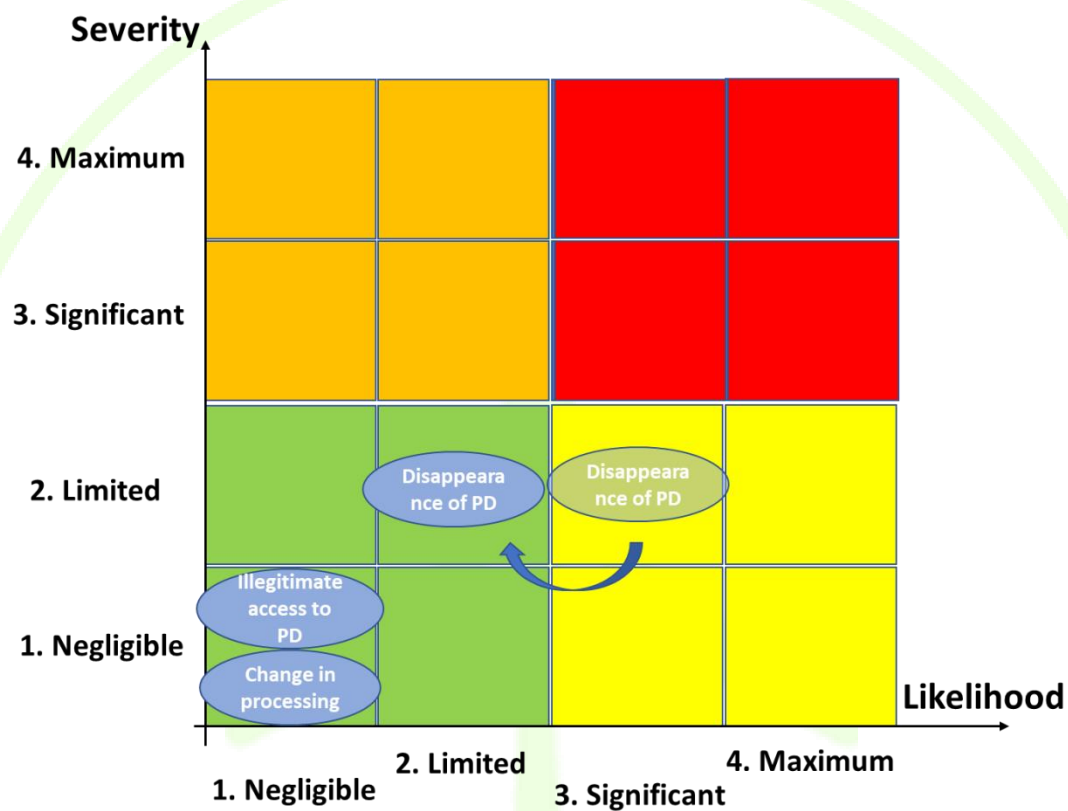 Severity
4. Maximum
3. Significant
2. Limited
Disappeara
nce of PD
Disappeara
nce of PD
Illegitimate
access to
PD
1. Negligible
Change in
processing
Likelihood
1. Negligible
2. Limited
3. Significant
4. Maximum